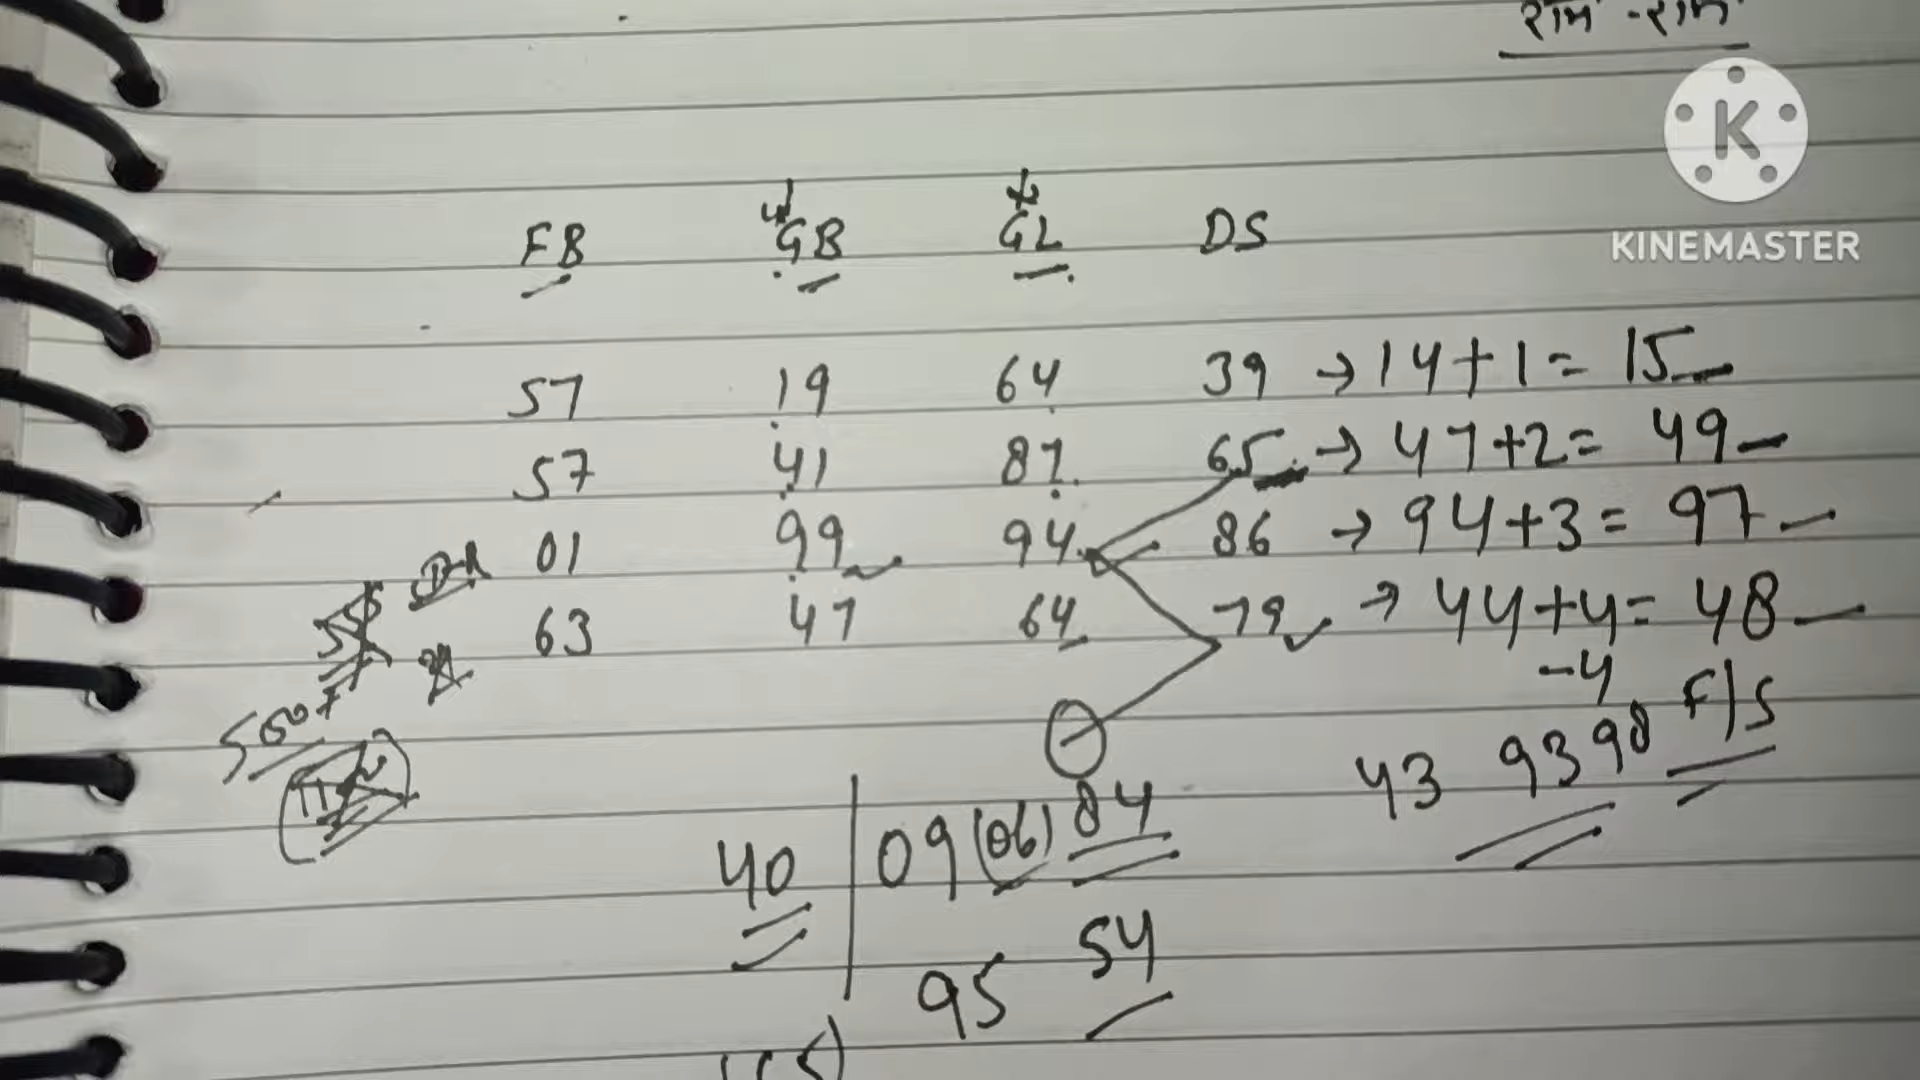 राम - राम
KINEMASTER
FB GB GL DS
57 19 64 39 → 14+1= 15
57 41 87 65 → 47+2= 49
01 99 94 86 → 94+3= 97
63 47 64 79 → 44+4= 48
-4
43 93 98 F/S
40 | 09 (06) 84
95 54